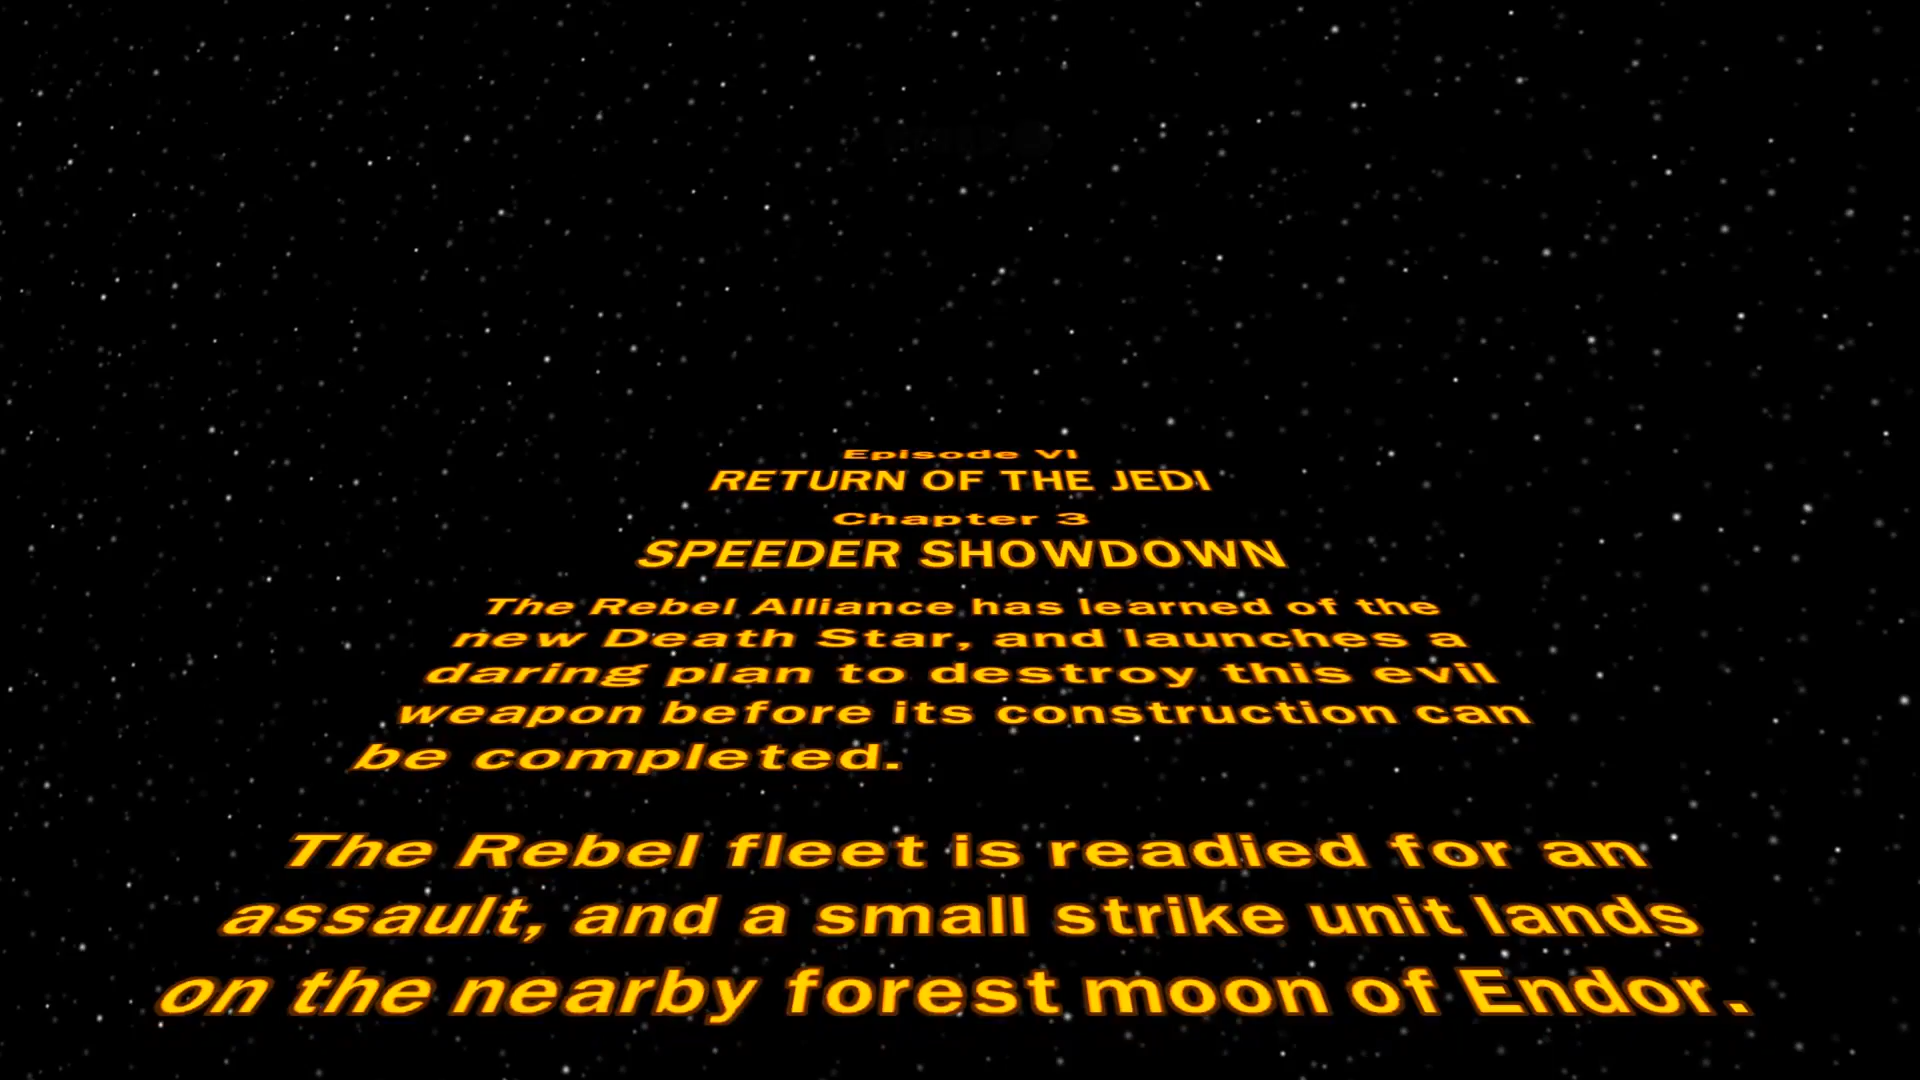 Episode VI
RETURN OF THE JEDI
Chapter 3
SPEEDER SHOWDOWN
The Rebel Alliance has learned of the
new Death Star, and launches a
daring plan to destroy this evil
weapon before its construction can
be completed.
The Rebel fleet is readied for an
assault, and a small strike unit lands
on the nearby forest moon of Endor.